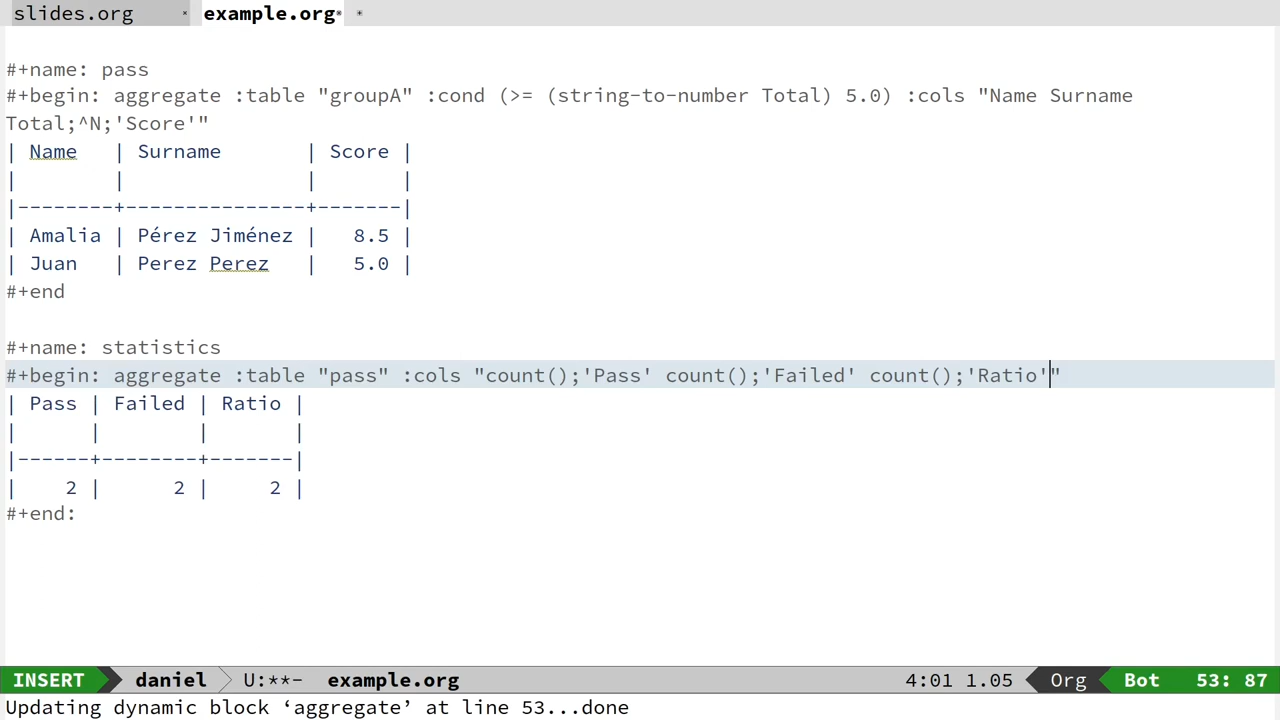 slides.org * example.org* *
#+name: pass
#+begin: aggregate :table "groupA" :cond (>= (string-to-number Total) 5.0) :cols "Name Surname
Total;^N;'Score'"
| Name   | Surname       | Score |
|        |               |       |
|--------+---------------+-------|
| Amalia | Pérez Jiménez |   8.5 |
| Juan   | Perez Perez   |   5.0 |
#+end
#+name: statistics
#+begin: aggregate :table "pass" :cols "count();'Pass' count();'Failed' count();'Ratio'"
| Pass | Failed | Ratio |
|      |        |       |
|------+--------+-------|
|    2 |      2 |     2 |
#+end:
INSERT daniel U:**- example.org 4:01 1.05 Org Bot 53: 87
Updating dynamic block ‘aggregate’ at line 53...done